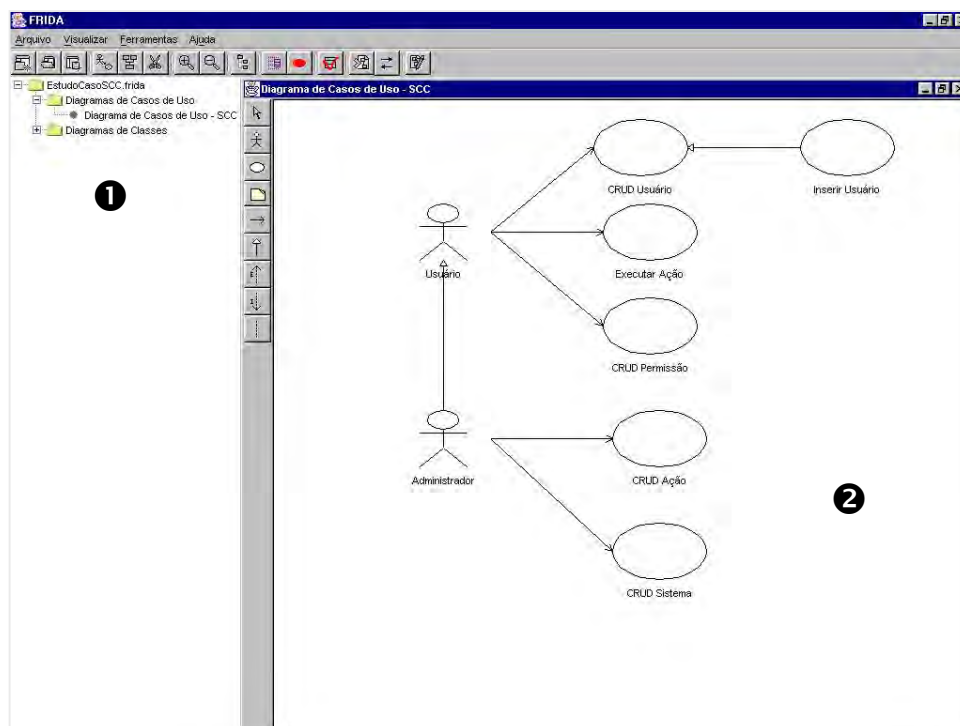 FRIDA
Arquivo Visualizar Ferramentas Ajuda
EstudoCasoSCC.frida
Diagramas de Casos de Uso
Diagrama de Casos de Uso - SCC
Diagramas de Classes
❶
Diagrama de Casos de Uso - SCC
CRUD Usuário
Inserir Usuário
Usuário
Executar Ação
CRUD Permissão
Administrador
CRUD Ação
❷
CRUD Sistema